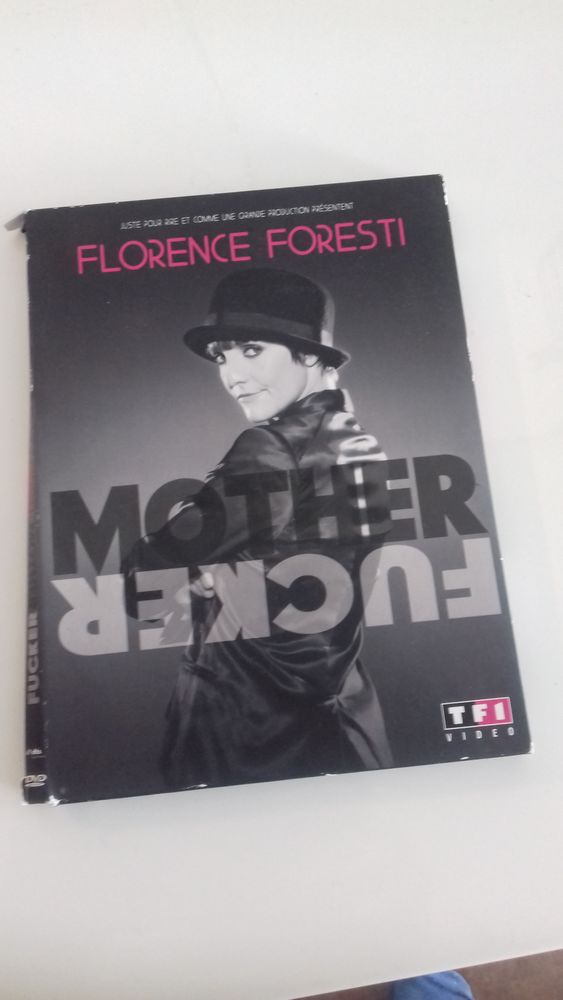 JUSTE POUR RIRE ET COMME UNE GRANDE PRODUCTION PRÉSENTENT
FLORENCE FORESTI
MOTHER
FUCKER
TF1
VIDEO
FUCKER
DVD